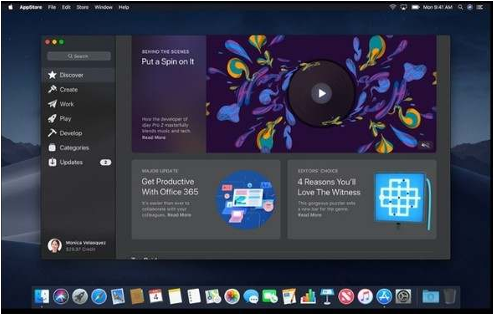 AppStore File Edit Store Window Help
Mon 9:41 AM
Search
Discover
Create
Work
Play
Develop
Categories
Updates 2
Monica Velasquez
BEHIND THE SCENES
Put a Spin on It
How the developer of
djay Pro 2 masterfully
blends music and tech.
Read More
MAJOR UPDATE
Get Productive
With Office 365
It's easier than ever to
collaborate with your
colleagues. Read More
EDITORS' CHOICE
4 Reasons You'll
Love The Witness
This gorgeous puzzler sets
a new bar for the genre.
Read More